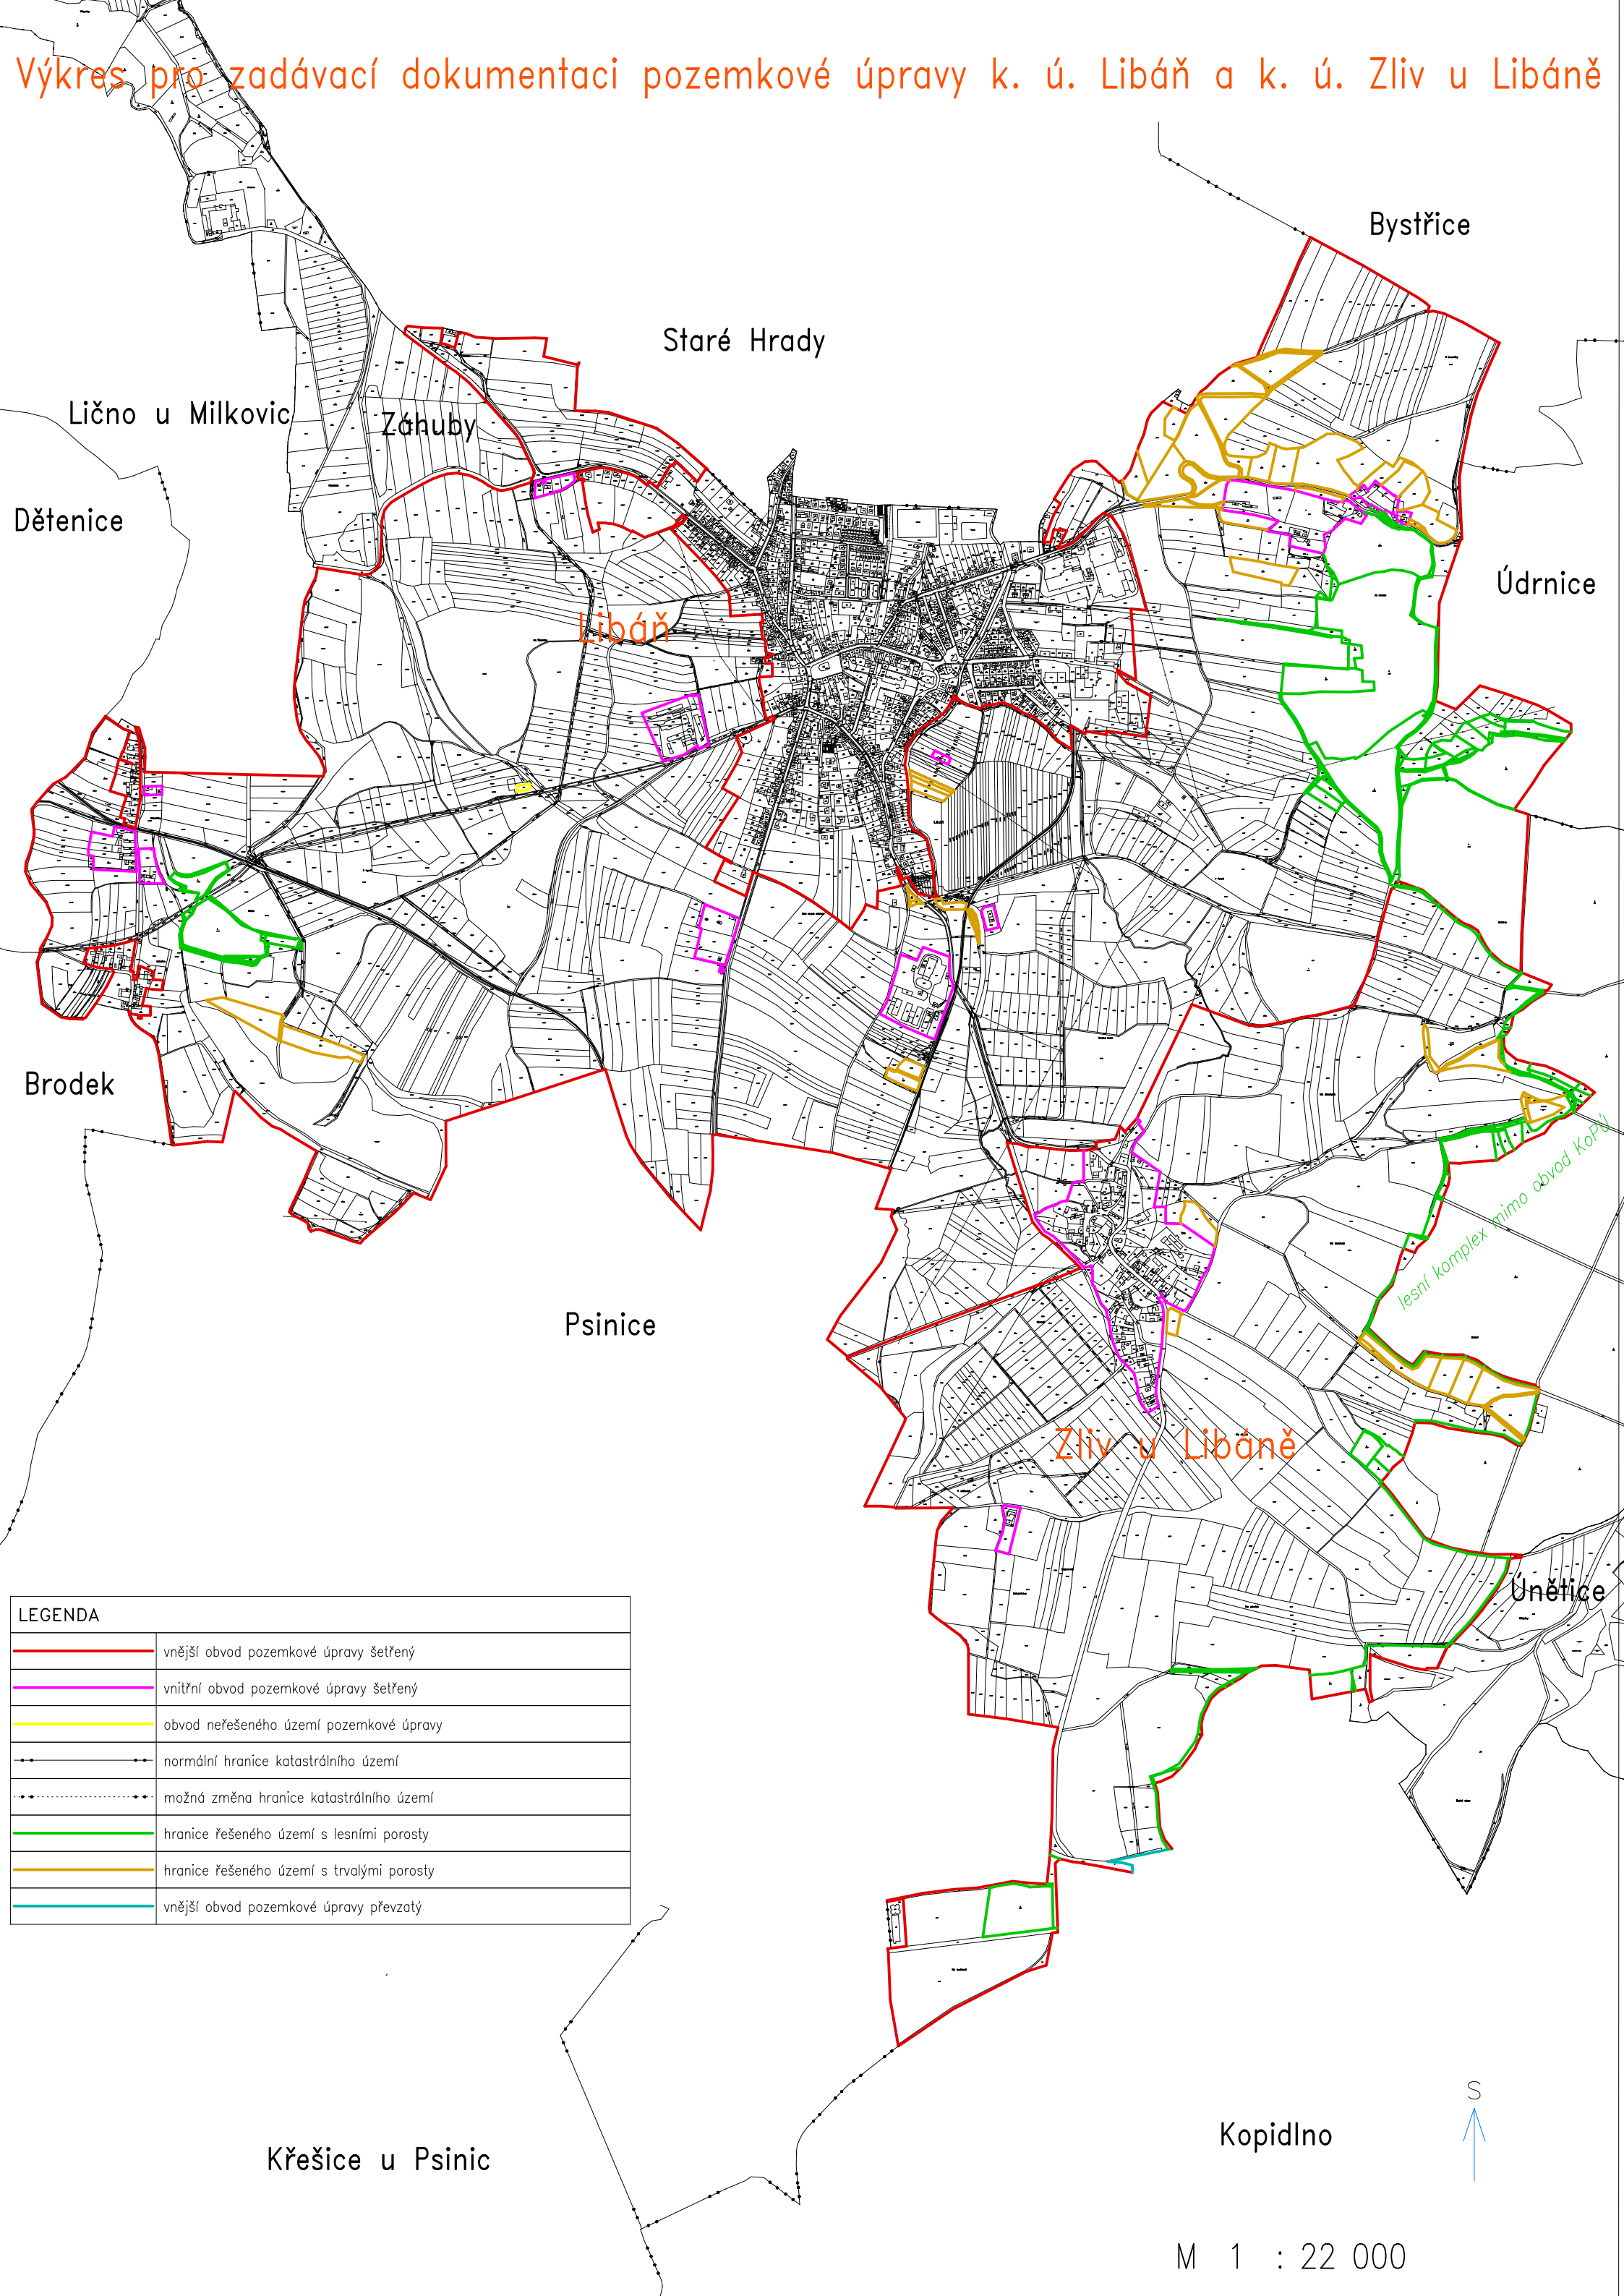 Výkres pro zadávací dokumentaci pozemkové úpravy k. ú. Libáň a k. ú. Zliv u Libáně
Bystřice
Staré Hrady
Lično u Milkovic
Záhuby
Dětenice
Údrnice
Libáň
Brodek
lesní komplex mimo obvod KoPÚ
Psinice
Zliv u Libáně
Únětice
LEGENDA
vnější obvod pozemkové úpravy šetřený
vnitřní obvod pozemkové úpravy šetřený
obvod neřešeného území pozemkové úpravy
normální hranice katastrálního území
možná změna hranice katastrálního území
hranice řešeného území s lesními porosty
hranice řešeného území s trvalými porosty
vnější obvod pozemkové úpravy převzatý
S
Kopidlno
Křešice u Psinic
M 1 : 22 000